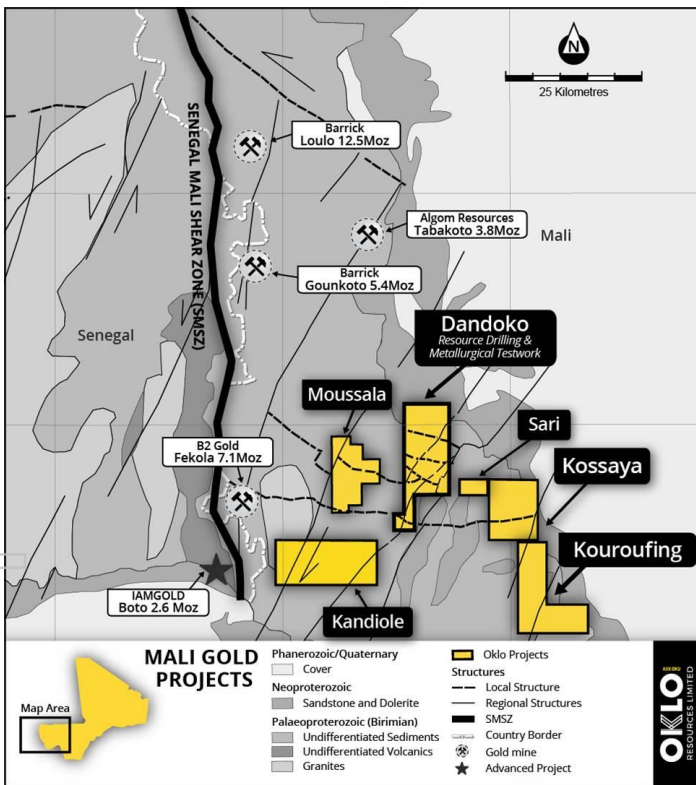 N
25 Kilometres
SENEGAL MALI SHEAR ZONE (SMSZ)
Barrick
Loulo 12.5Moz
Algom Resources
Tabakoto 3.8Moz
Mali
Barrick
Gounkoto 5.4Moz
Senegal
Dandoko
Resource Drilling &
Metallurgical Testwork
Moussala
Sari
B2 Gold
Fekola 7.1Moz
Kossaya
Kouroufing
IAMGOLD
Boto 2.6 Moz
Kandiole
MALI GOLD
PROJECTS
Map Area
Phanerozoic/Quaternary
Cover
Neoproterozoic
Sandstone and Dolerite
Palaeoproterozoic (Birimian)
Undifferentiated Sediments
Undifferentiated Volcanics
Granites
Oklo Projects
Structures
Local Structure
Regional Structures
SMSZ
Country Border
Gold mine
Advanced Project
ASX OKU
OKLO
RESOURCES LIMITED